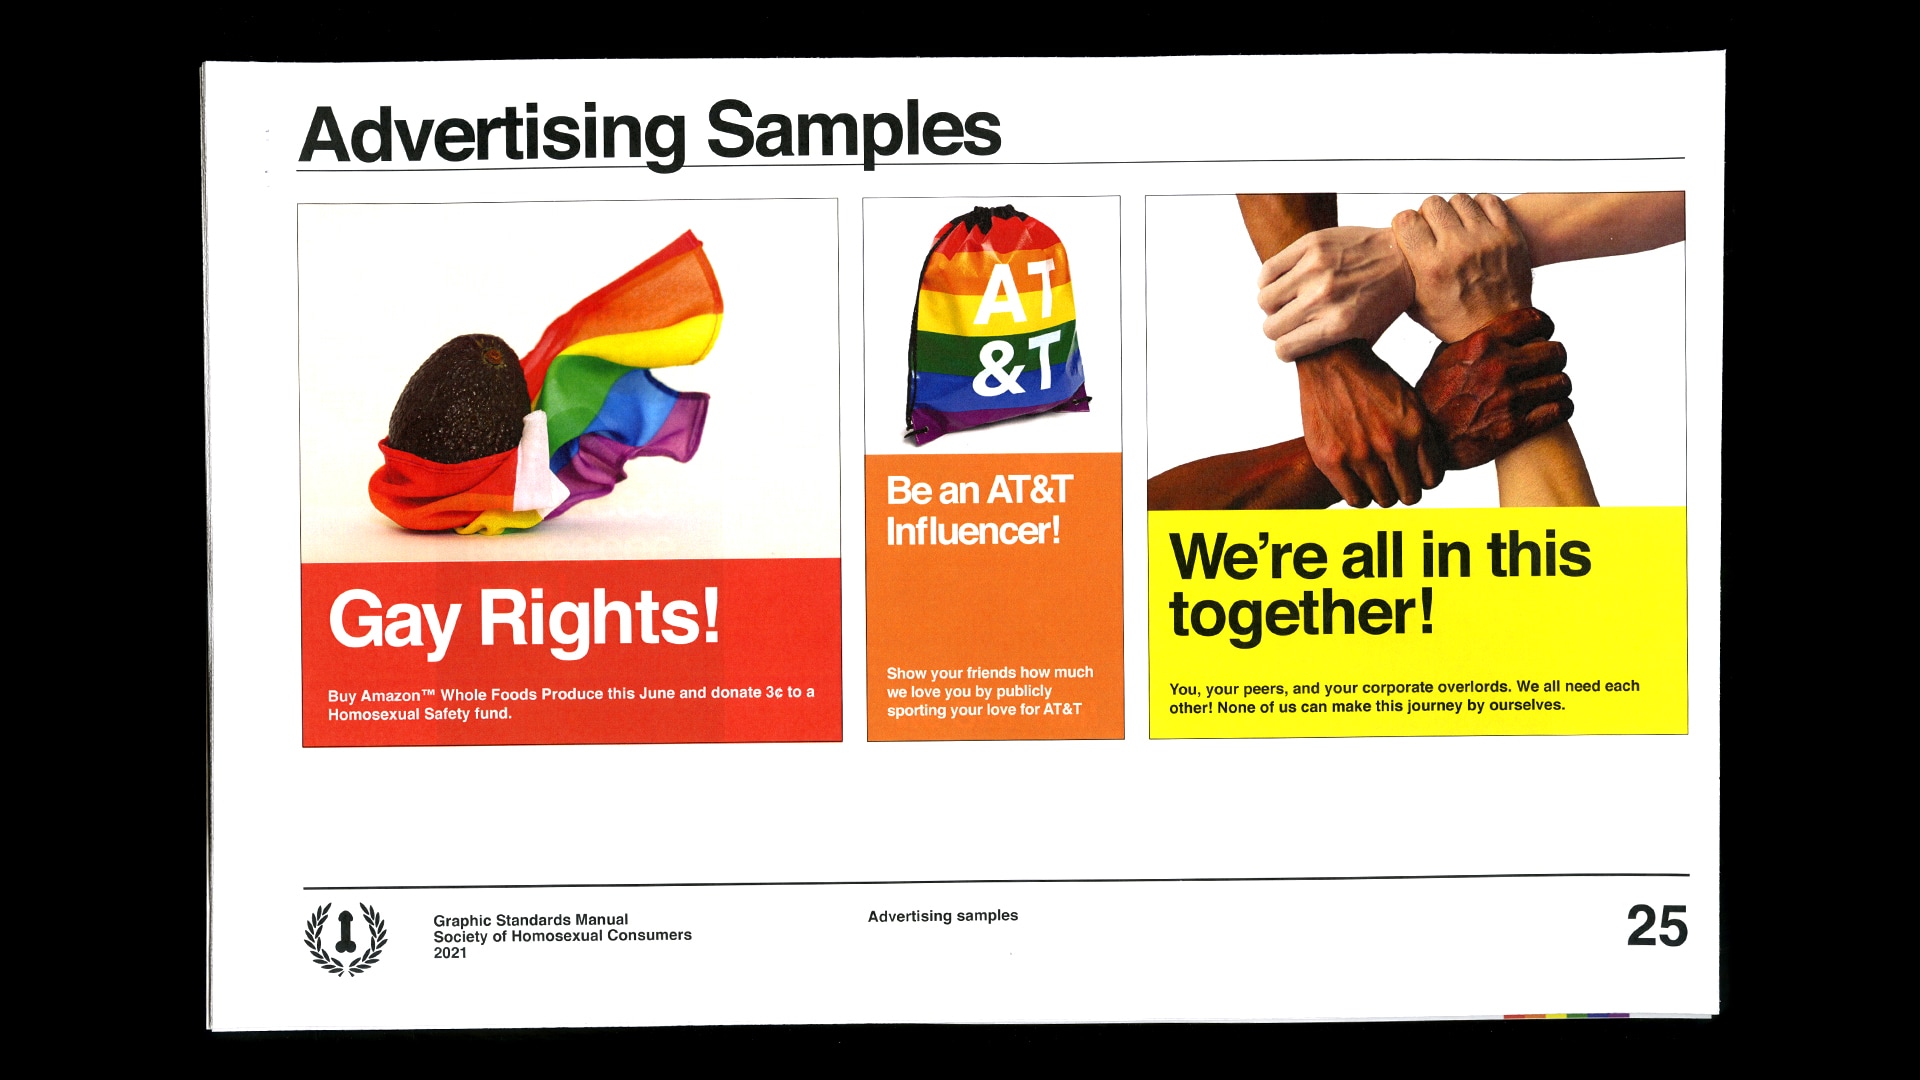 Advertising Samples
AT
&T
Gay Rights!
Buy Amazon™ Whole Foods Produce this June and donate 3¢ to a
Homosexual Safety fund.
Be an AT&T
Influencer!
Show your friends how much
we love you by publicly
sporting your love for AT&T
We're all in this
together!
You, your peers, and your corporate overlords. We all need each
other! None of us can make this journey by ourselves.
Graphic Standards Manual
Society of Homosexual Consumers
2021
Advertising samples
25